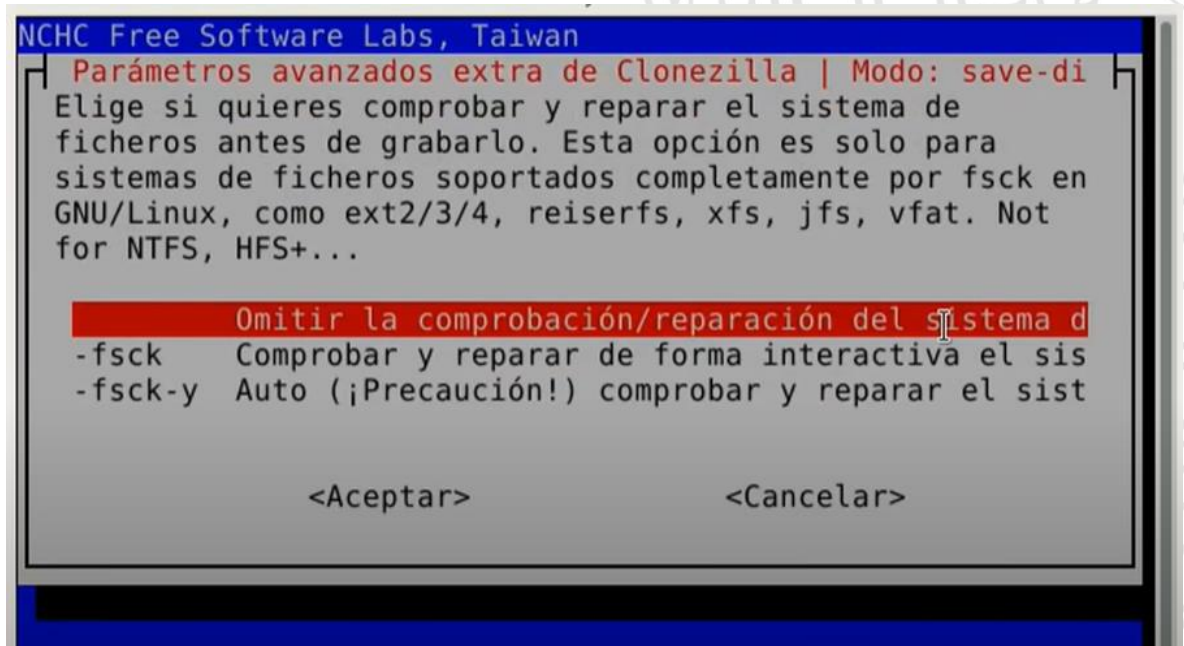 NCHC Free Software Labs, Taiwan
Parámetros avanzados extra de Clonezilla | Modo: save-di
Elige si quieres comprobar y reparar el sistema de
ficheros antes de grabarlo. Esta opción es solo para
sistemas de ficheros soportados completamente por fsck en
GNU/Linux, como ext2/3/4, reiserfs, xfs, jfs, vfat. Not
for NTFS, HFS+...
Omitir la comprobación/reparación del sistema d
-fsck Comprobar y reparar de forma interactiva el sis
-fsck-y Auto (¡Precaución!) comprobar y reparar el sist
<Aceptar> <Cancelar>